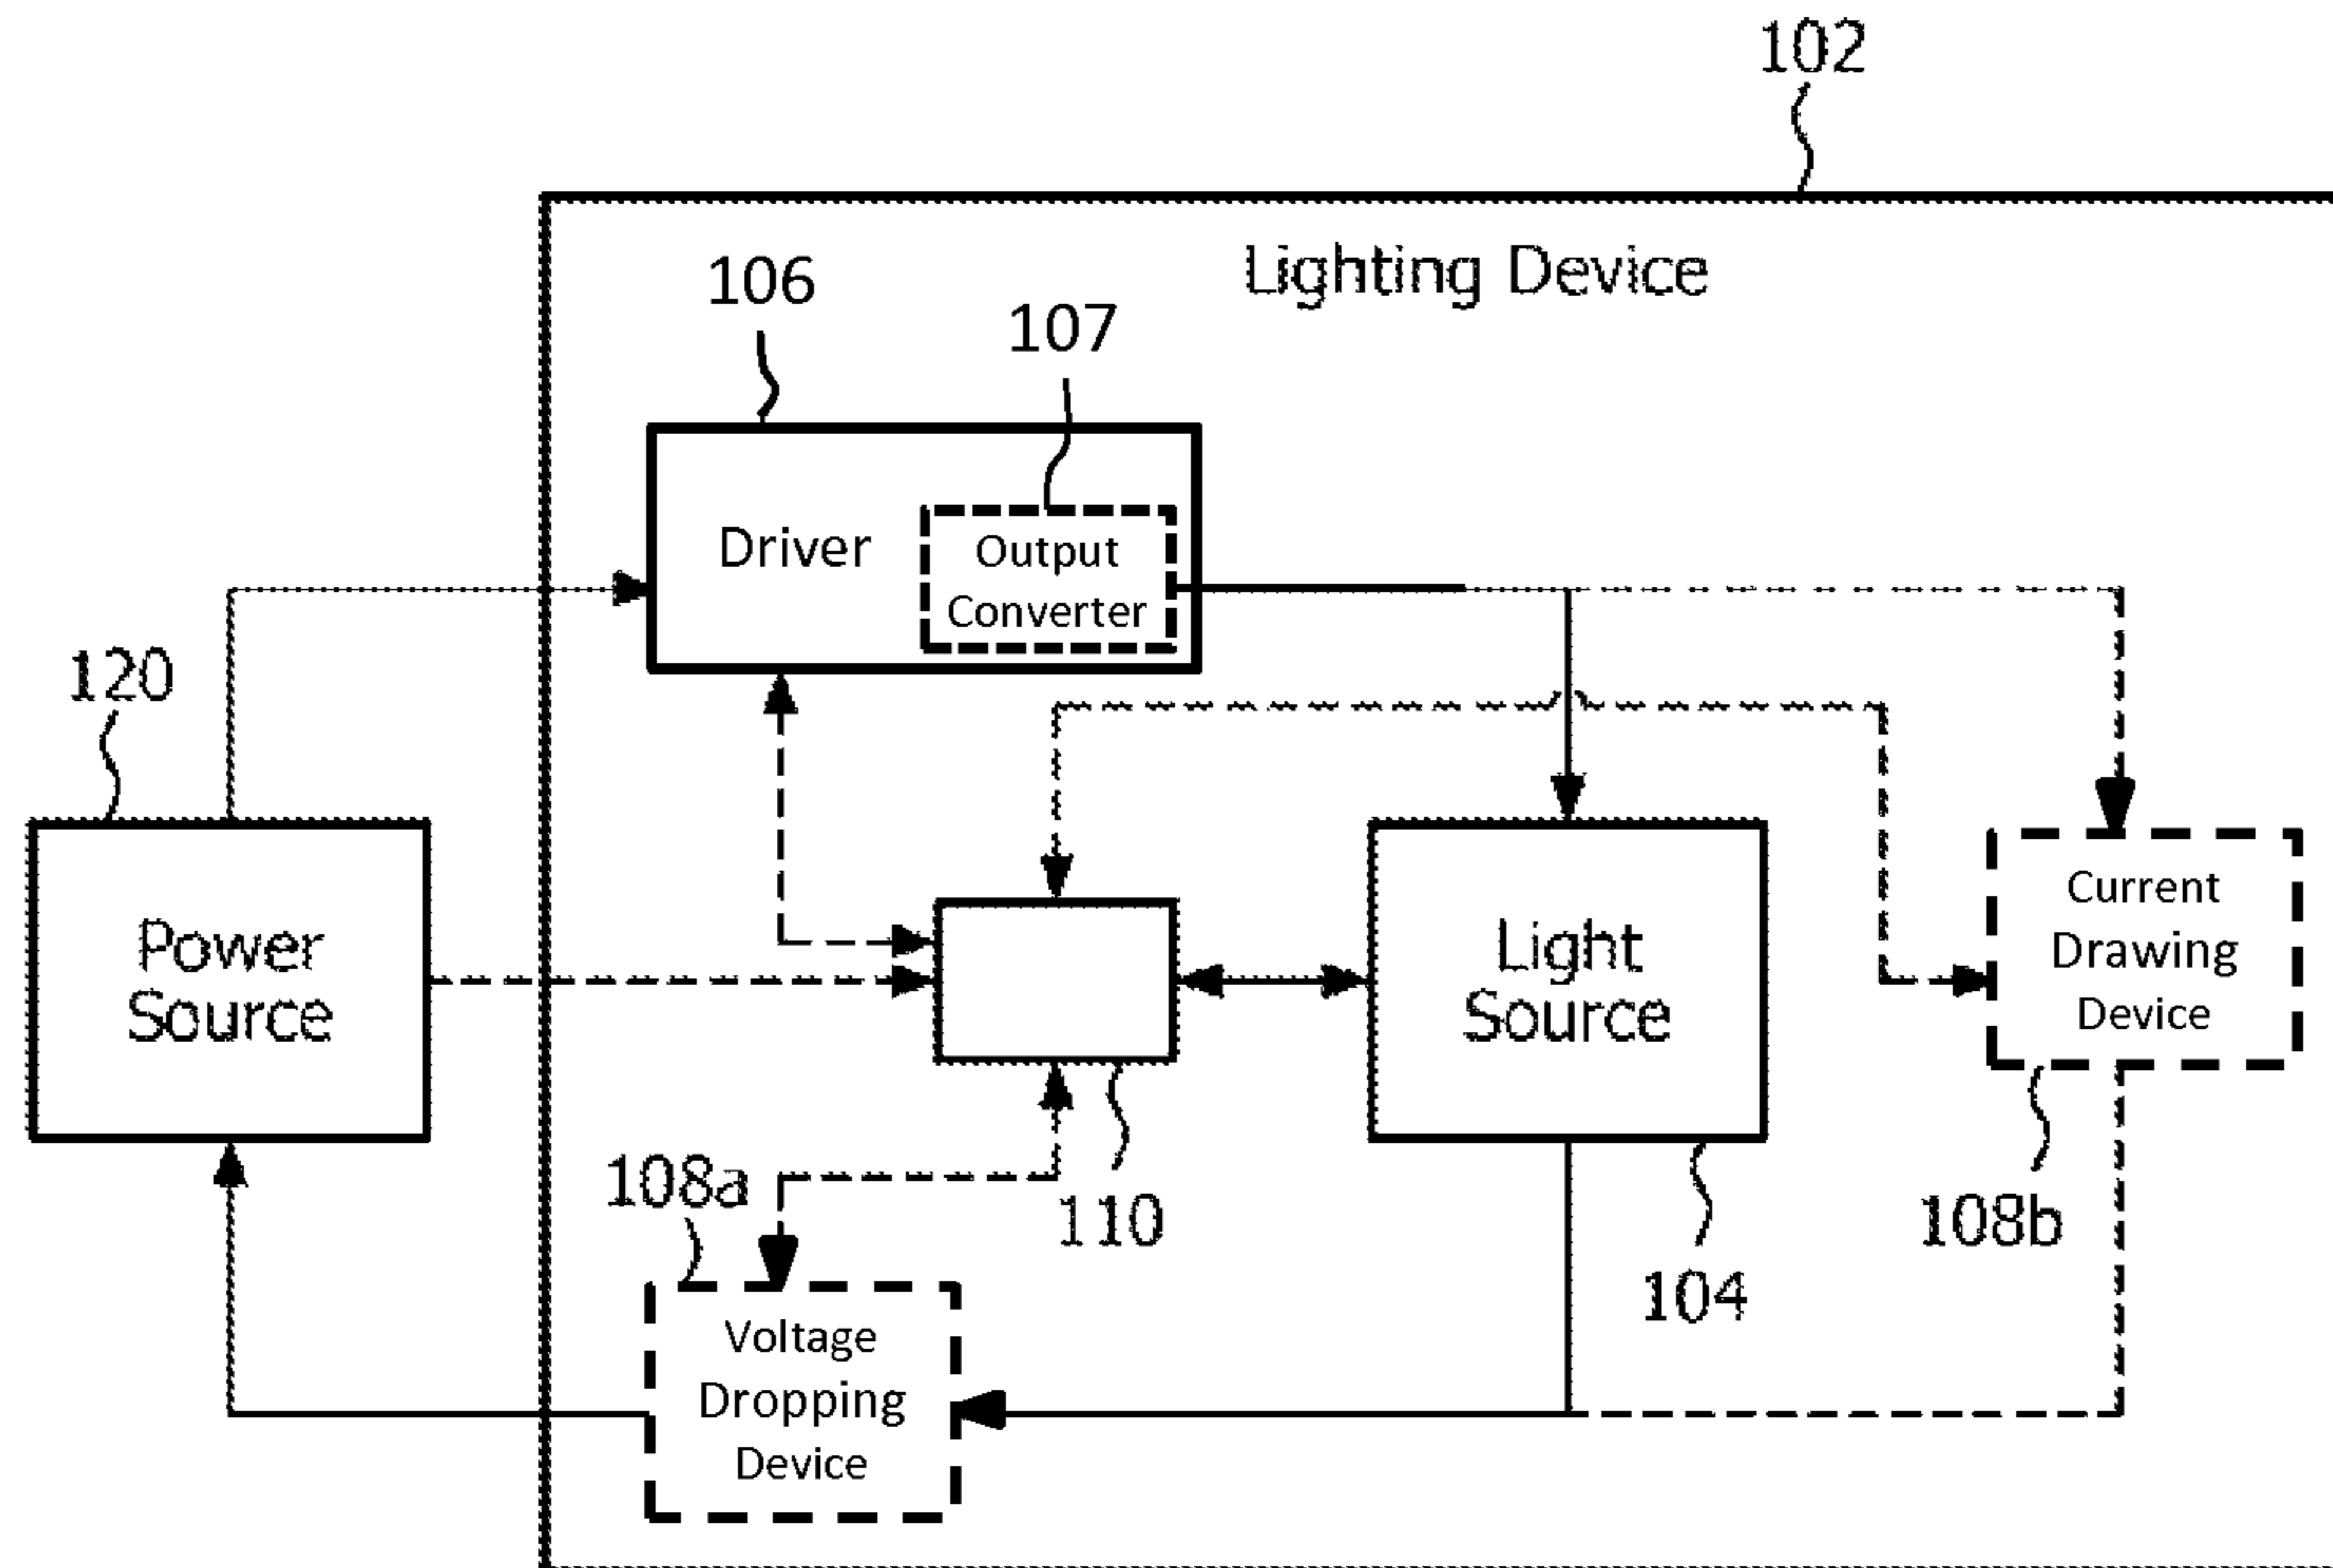 102
Lighting Device
106
107
Driver
Output
Converter
120
Power
Source
Light
Source
Current
Drawing
Device
108a
110
108b
104
Voltage
Dropping
Device